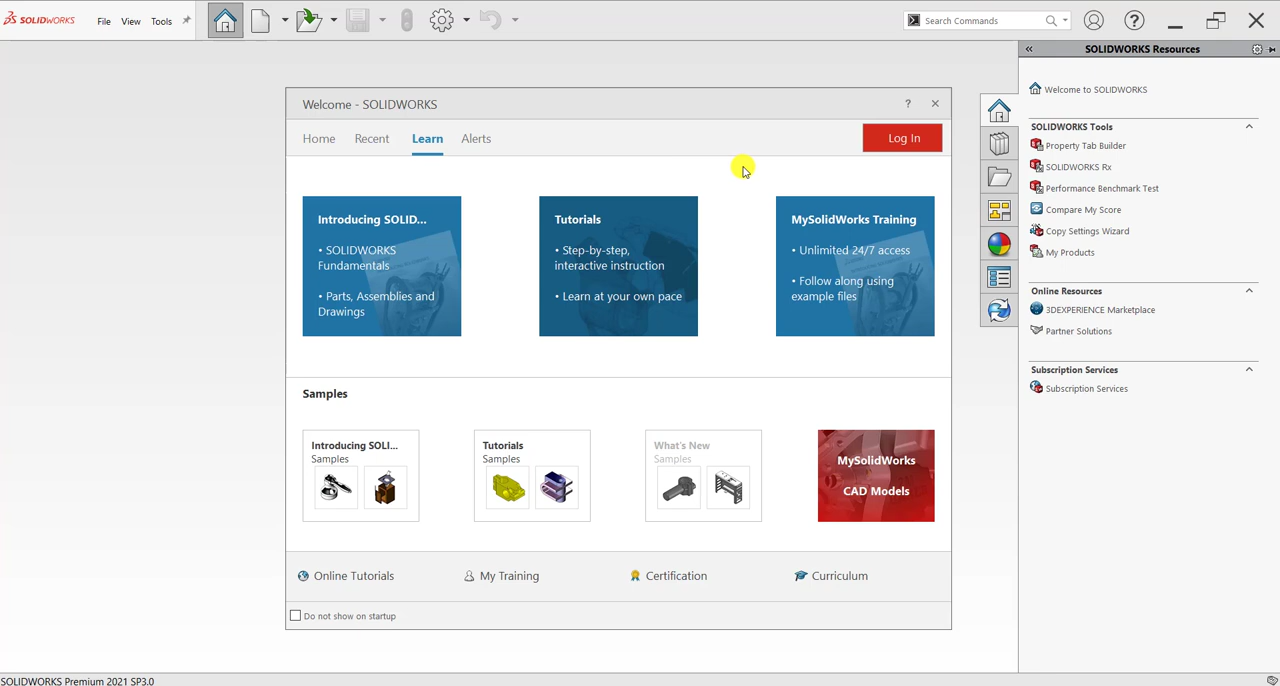 SOLIDWORKS File View Tools Search Commands ?
SOLIDWORKS Resources
Welcome to SOLIDWORKS
SOLIDWORKS Tools
Property Tab Builder
SOLIDWORKS Rx
Performance Benchmark Test
Compare My Score
Copy Settings Wizard
My Products
Online Resources
3DEXPERIENCE Marketplace
Partner Solutions
Subscription Services
Subscription Services
Welcome - SOLIDWORKS ?
Home Recent Learn Alerts Log In
Introducing SOLID...
• SOLIDWORKS
Fundamentals
• Parts, Assemblies and
Drawings
Tutorials
• Step-by-step,
interactive instruction
• Learn at your own pace
MySolidWorks Training
• Unlimited 24/7 access
• Follow along using
example files
Samples
Introducing SOLI...
Samples
Tutorials
Samples
What's New
Samples
MySolidWorks
CAD Models
Online Tutorials My Training Certification Curriculum
Do not show on startup
SOLIDWORKS Premium 2021 SP3.0